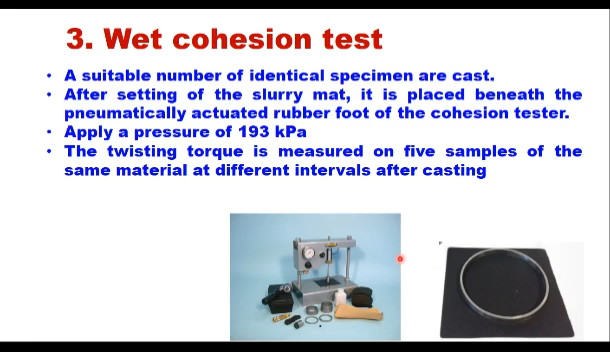 3. Wet cohesion test
• A suitable number of identical specimen are cast.
• After setting of the slurry mat, it is placed beneath the
pneumatically actuated rubber foot of the cohesion tester.
• Apply a pressure of 193 kPa
• The twisting torque is measured on five samples of the
same material at different intervals after casting